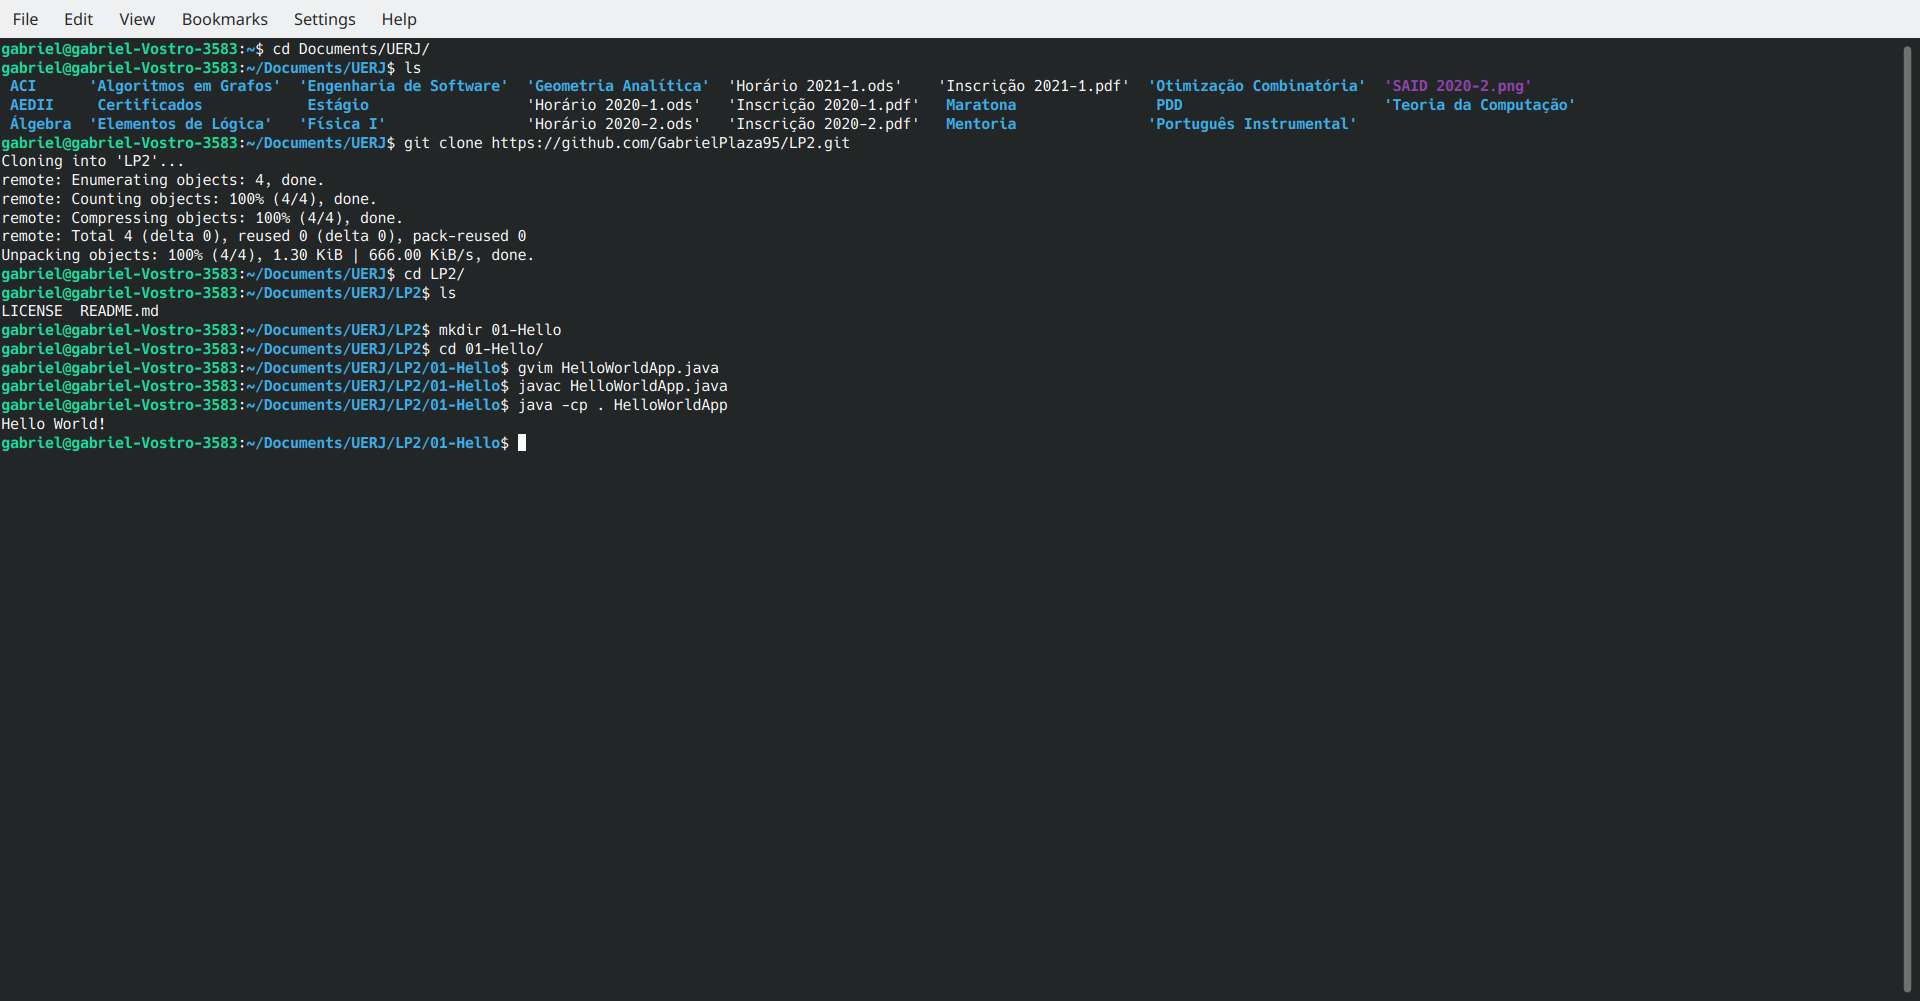 File Edit View Bookmarks Settings Help
gabriel@gabriel-Vostro-3583:~$ cd Documents/UERJ/
gabriel@gabriel-Vostro-3583:~/Documents/UERJ$ ls
ACI 'Algoritmos em Grafos' 'Engenharia de Software' 'Geometria Analítica' 'Horário 2021-1.ods' 'Inscrição 2021-1.pdf' 'Otimização Combinatória' 'SAID 2020-2.png'
AEDII Certificados Estágio 'Horário 2020-1.ods' 'Inscrição 2020-1.pdf' Maratona PDD 'Teoria da Computação'
Álgebra 'Elementos de Lógica' 'Física I' 'Horário 2020-2.ods' 'Inscrição 2020-2.pdf' Mentoria 'Português Instrumental'
gabriel@gabriel-Vostro-3583:~/Documents/UERJ$ git clone https://github.com/GabrielPlaza95/LP2.git
Cloning into 'LP2'...
remote: Enumerating objects: 4, done.
remote: Counting objects: 100% (4/4), done.
remote: Compressing objects: 100% (4/4), done.
remote: Total 4 (delta 0), reused 0 (delta 0), pack-reused 0
Unpacking objects: 100% (4/4), 1.30 KiB | 666.00 KiB/s, done.
gabriel@gabriel-Vostro-3583:~/Documents/UERJ$ cd LP2/
gabriel@gabriel-Vostro-3583:~/Documents/UERJ/LP2$ ls
LICENSE README.md
gabriel@gabriel-Vostro-3583:~/Documents/UERJ/LP2$ mkdir 01-Hello
gabriel@gabriel-Vostro-3583:~/Documents/UERJ/LP2$ cd 01-Hello/
gabriel@gabriel-Vostro-3583:~/Documents/UERJ/LP2/01-Hello$ gvim HelloWorldApp.java
gabriel@gabriel-Vostro-3583:~/Documents/UERJ/LP2/01-Hello$ javac HelloWorldApp.java
gabriel@gabriel-Vostro-3583:~/Documents/UERJ/LP2/01-Hello$ java -cp . HelloWorldApp
Hello World!
gabriel@gabriel-Vostro-3583:~/Documents/UERJ/LP2/01-Hello$